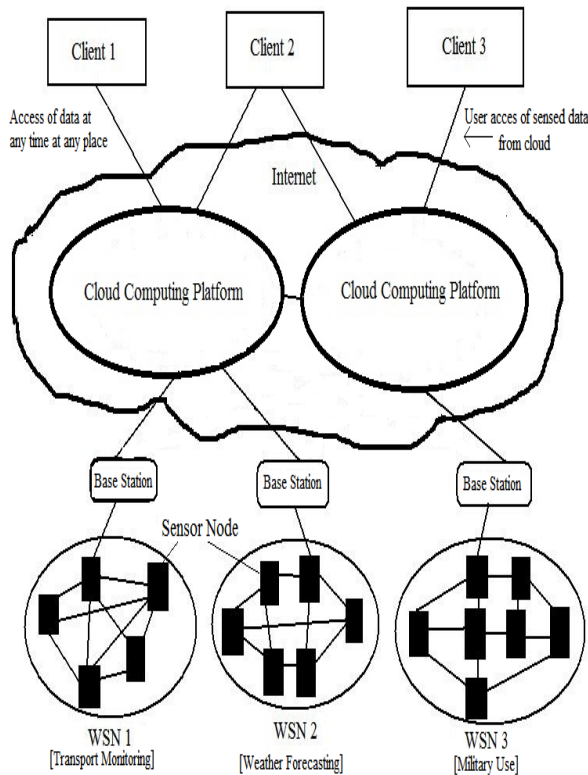 Client 1
Client 2
Client 3
Access of data at
any time at any place
User acces of sensed data
from cloud
Internet
Cloud Computing Platform
Cloud Computing Platform
Base Station
Base Station
Base Station
Sensor Node
WSN 1
[Transport Monitoring]
WSN 2
[Weather Forecasting]
WSN 3
[Military Use]